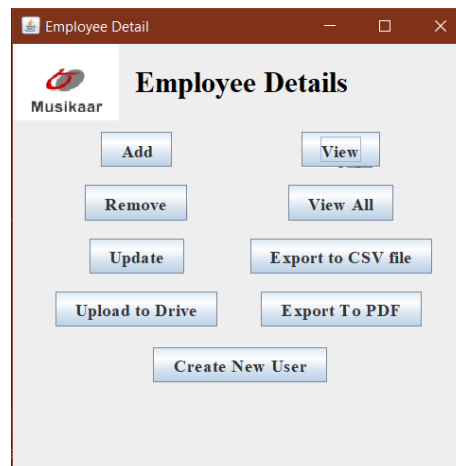 Employee Detail
Musikaar
Employee Details
Add
View
Remove
View All
Update
Export to CSV file
Upload to Drive
Export To PDF
Create New User